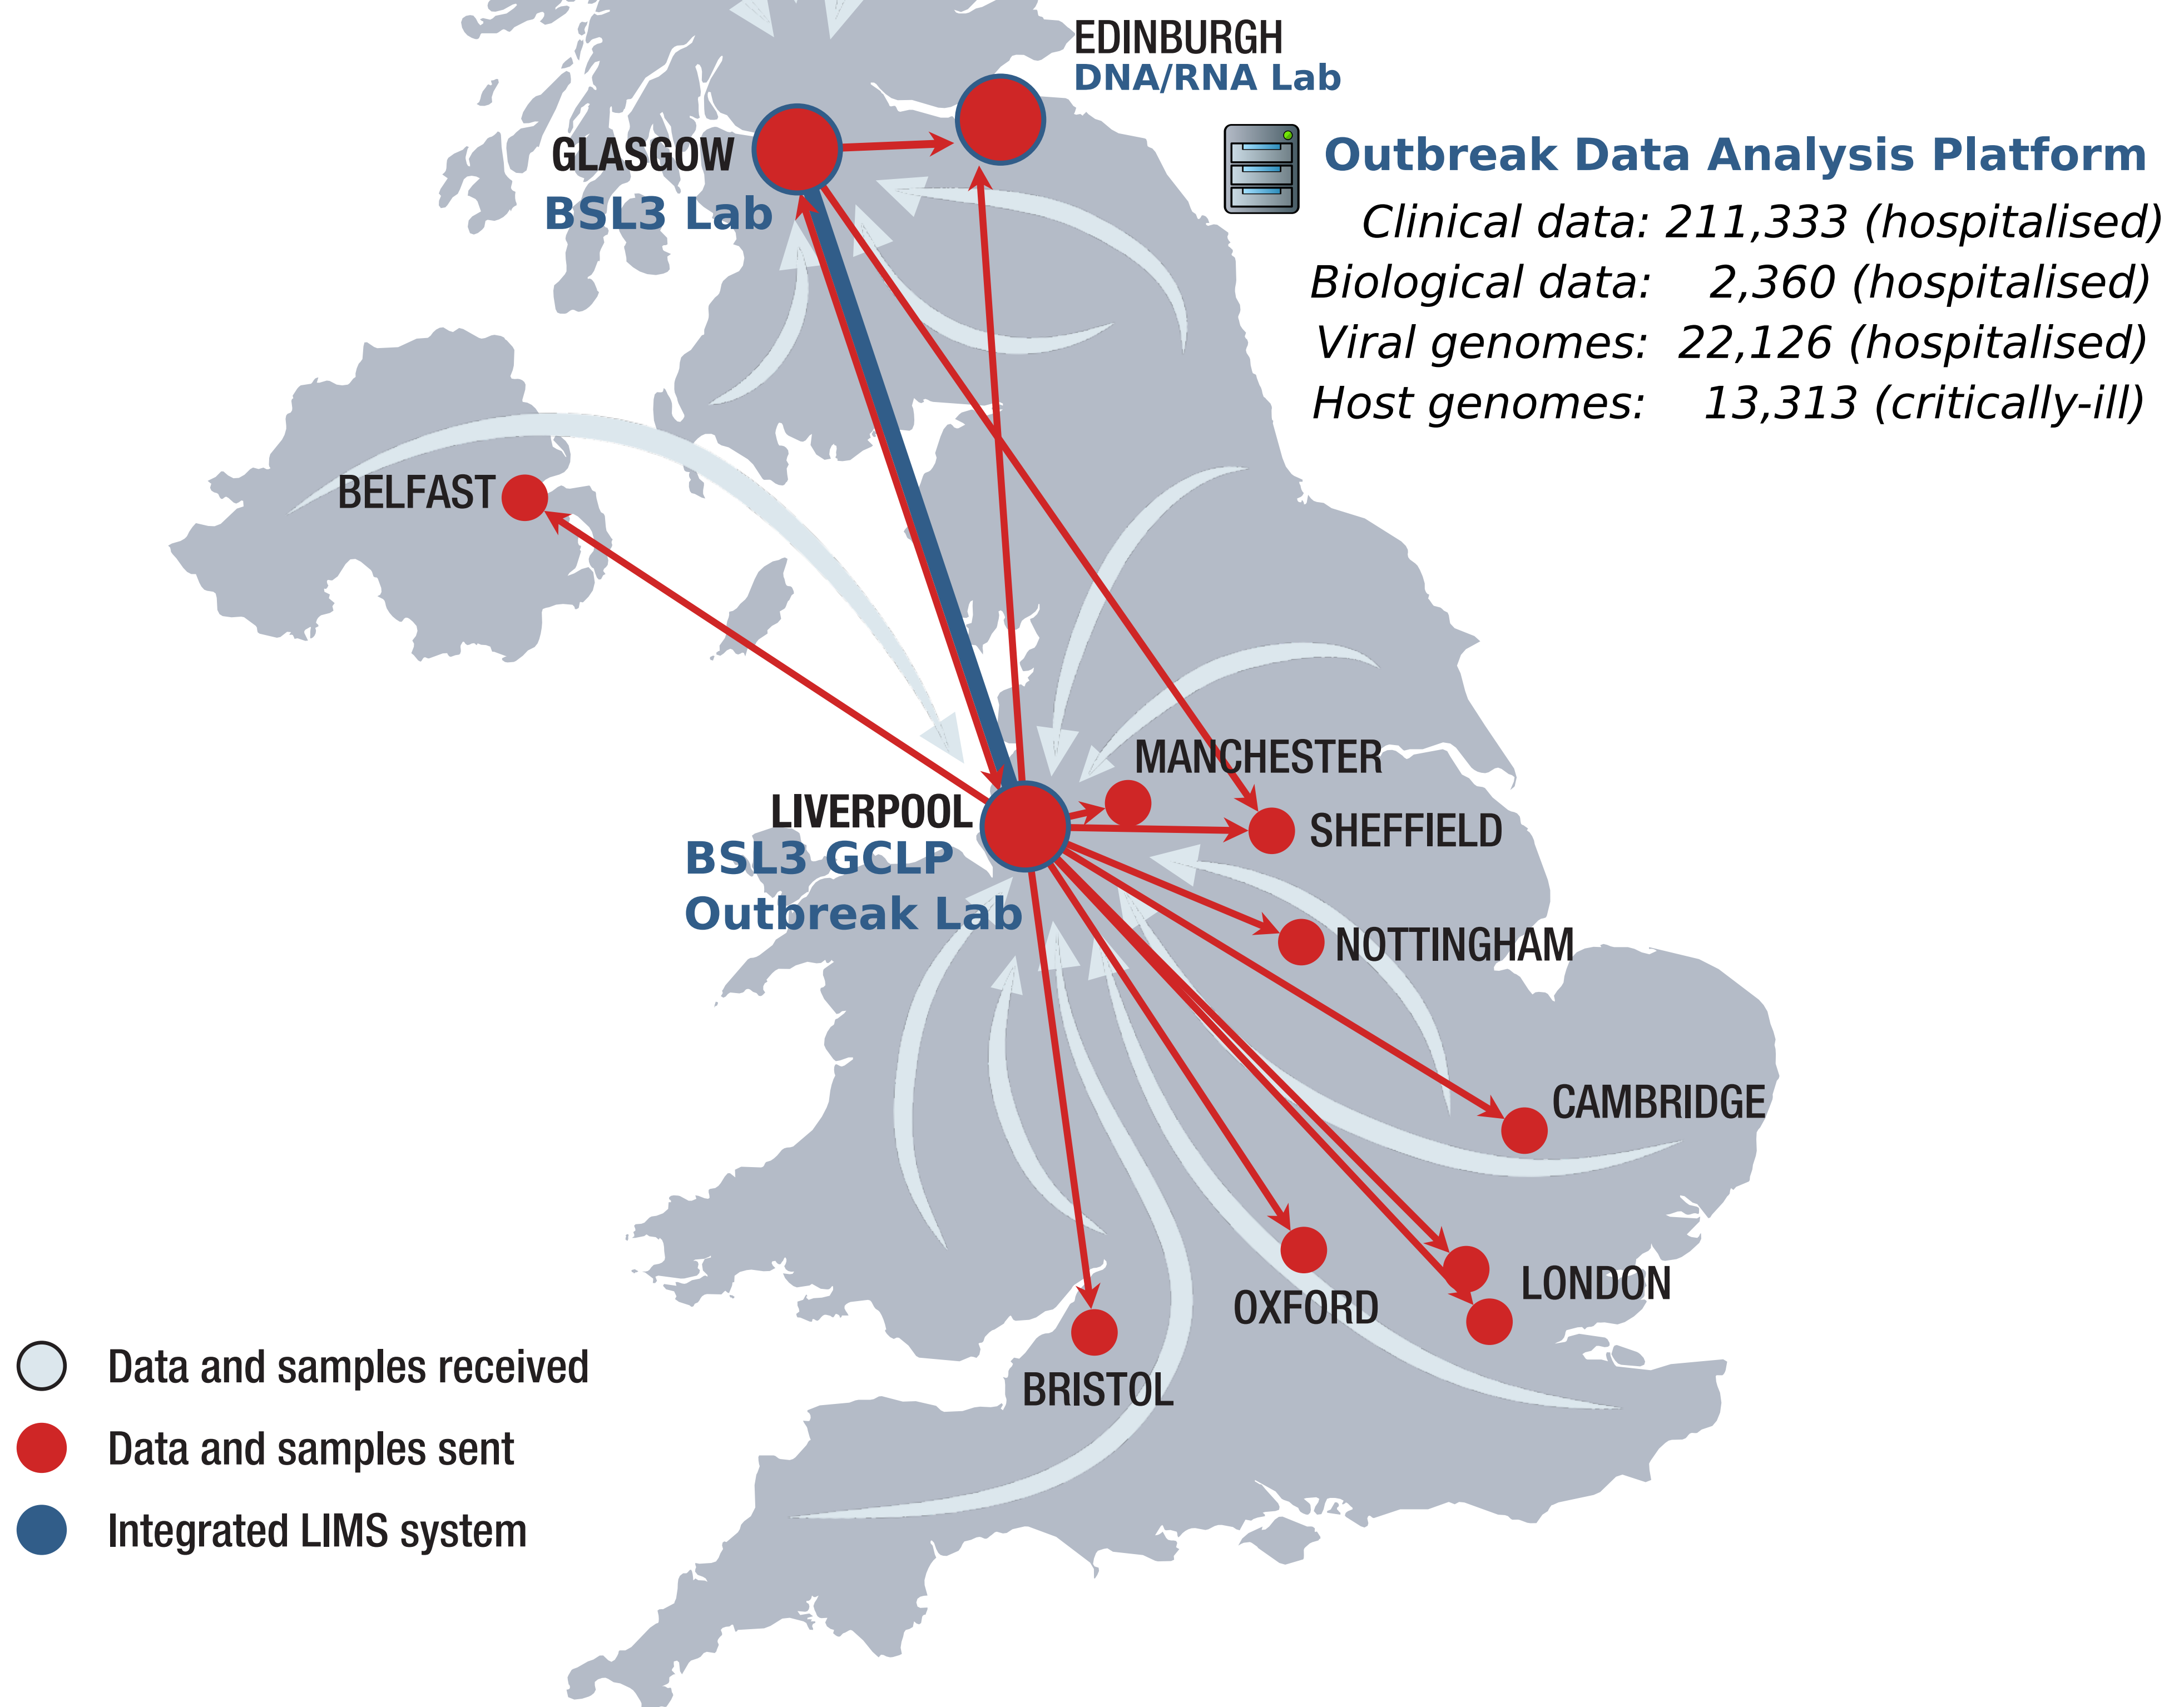 EDINBURGH
DNA/RNA Lab
GLASGOW
BSL3 Lab
Outbreak Data Analysis Platform
Clinical data: 211,333 (hospitalised)
Biological data: 2,360 (hospitalised)
Viral genomes: 22,126 (hospitalised)
Host genomes: 13,313 (critically-ill)
BELFAST
MANCHESTER
LIVERPOOL
BSL3 GCLP
Outbreak Lab
SHEFFIELD
NOTTINGHAM
CAMBRIDGE
LONDON
OXFORD
BRISTOL
Data and samples received
Data and samples sent
Integrated LIMS system